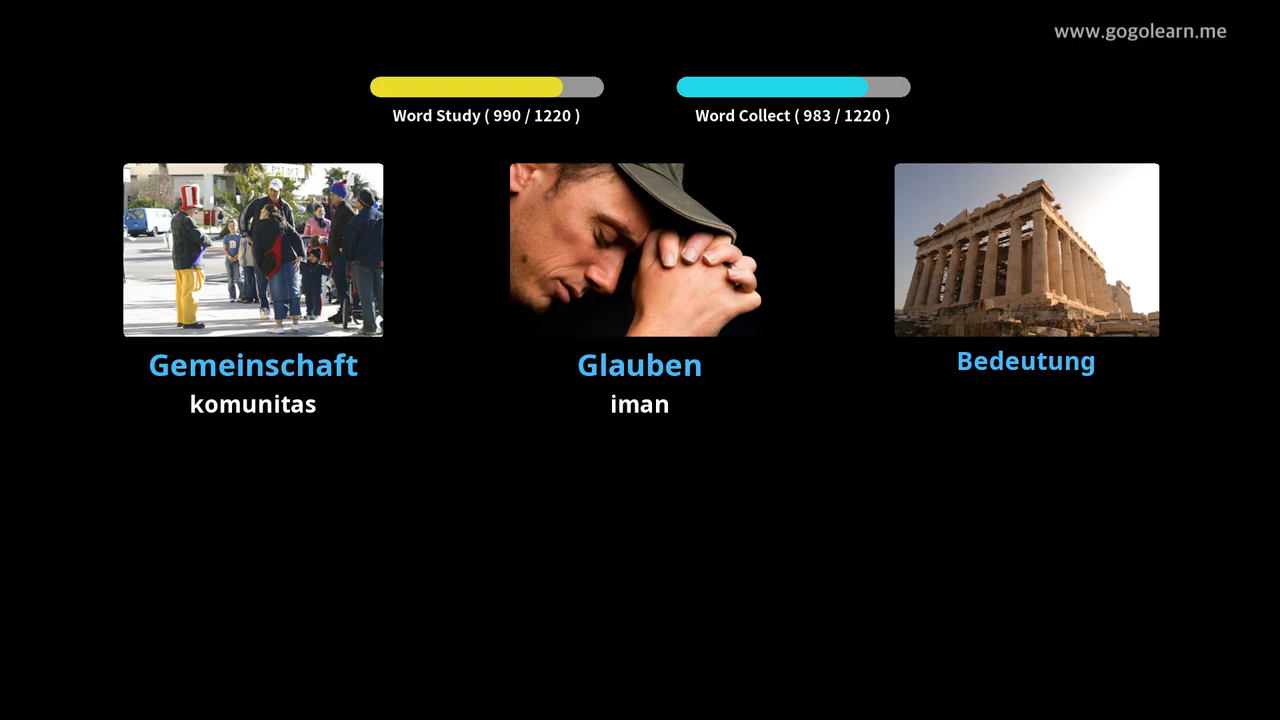 www.gogolearn.me
Word Study ( 990 / 1220 )
Word Collect ( 983 / 1220 )
Gemeinschaft
komunitas
Glauben
iman
Bedeutung